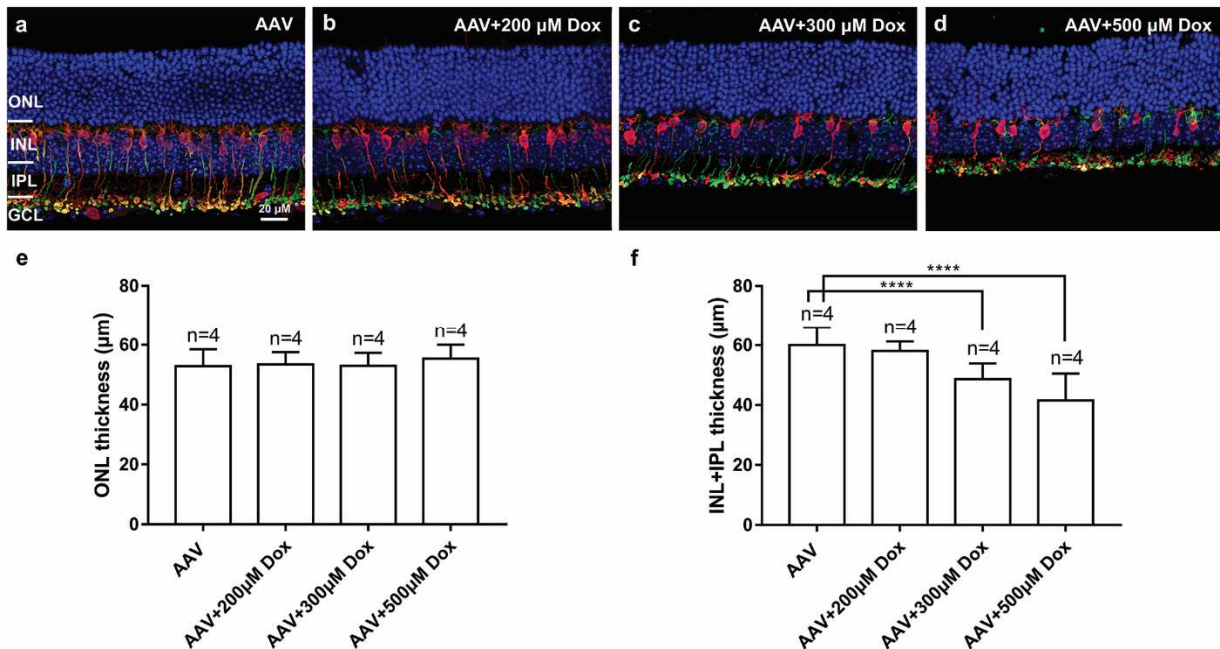 a AAV
b AAV+200 µM Dox
c AAV+300 µM Dox
d AAV+500 µM Dox
ONL
INL
IPL
GCL
20 µM
e
ONL thickness (µm)
80
60
40
20
0
n=4 n=4 n=4 n=4
AAV
AAV+200µM Dox
AAV+300µM Dox
AAV+500µM Dox
f
INL+IPL thickness (µm)
80
60
40
20
0
****
****
n=4 n=4 n=4 n=4
AAV
AAV+200µM Dox
AAV+300µM Dox
AAV+500µM Dox